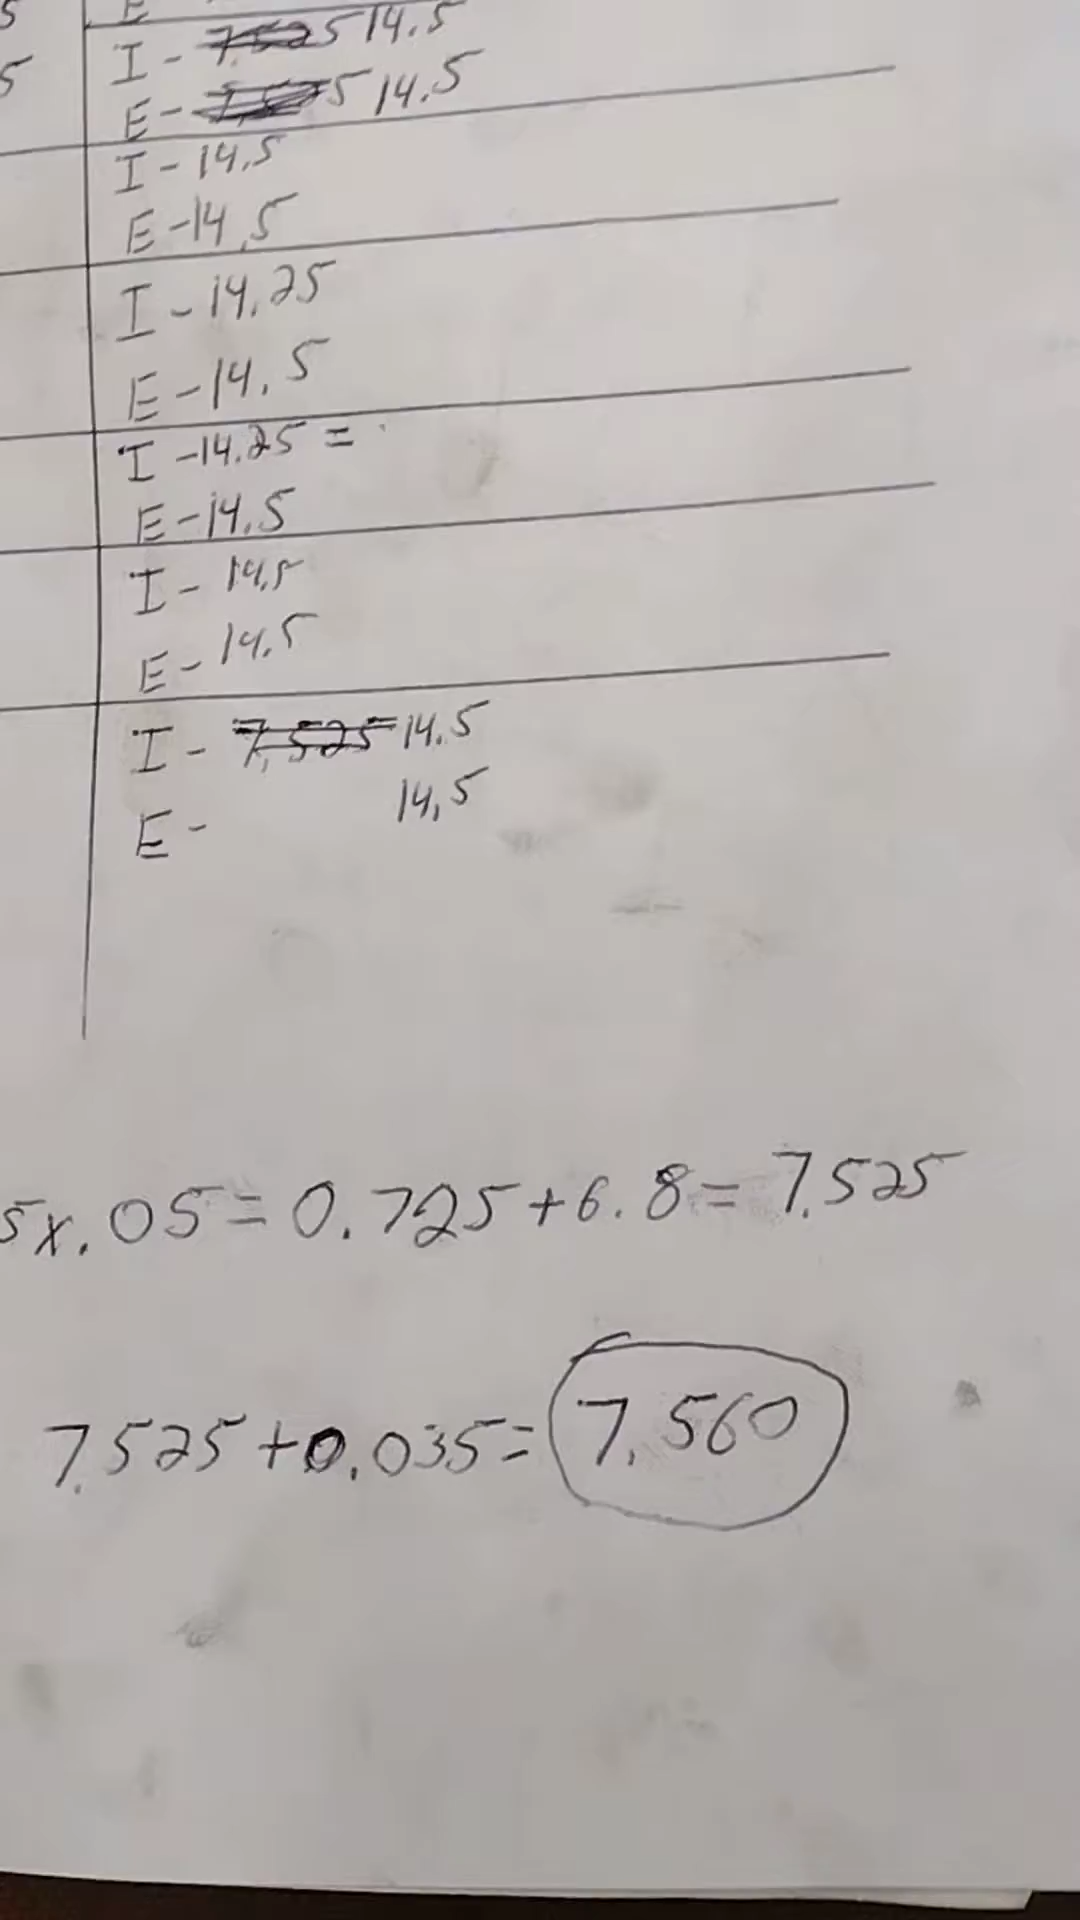 5
E
I - 7.525 14.5
5
E - 7.525 14.5
I - 14.5
E - 14.5
I - 14.25
E - 14.5
I - 14.25 =
E - 14.5
I - 14.5
E - 14.5
I - 7.525 14.5
E - 14.5
5x.05 = 0.725 + 6.8 = 7.525
7.525 + 0.035 = 7.560